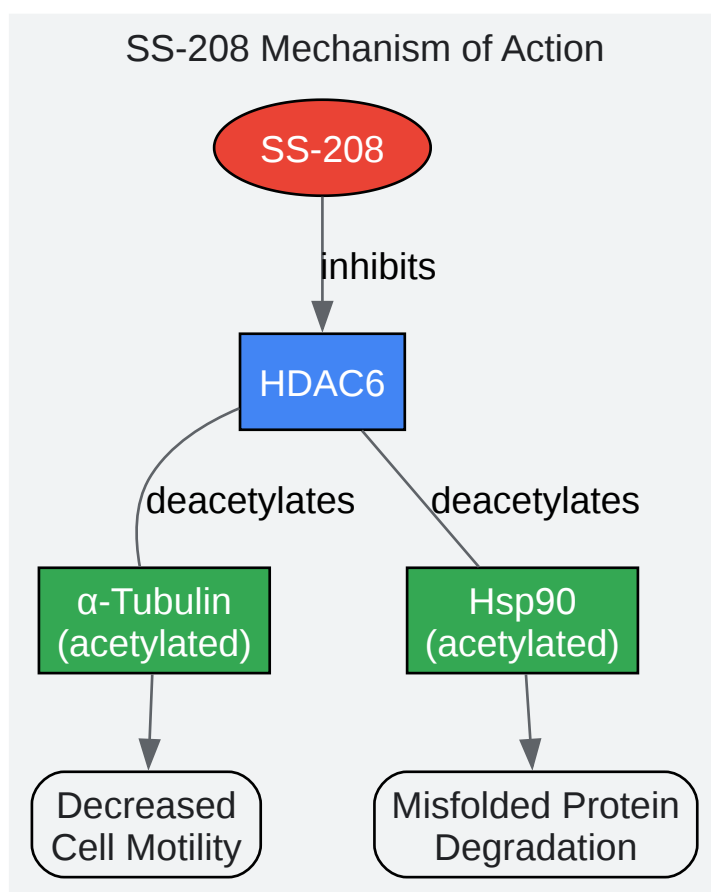 SS-208 Mechanism of Action
SS-208
inhibits
HDAC6
deacetylates
deacetylates
α-Tubulin
(acetylated)
Hsp90
(acetylated)
Decreased
Cell Motility
Misfolded Protein
Degradation